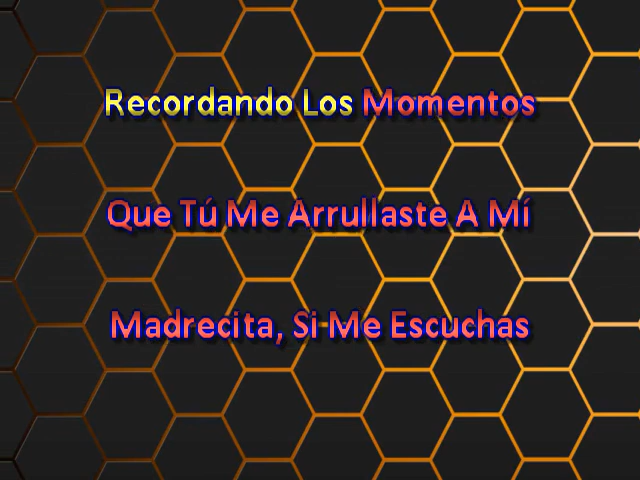 Recordando Los Momentos
Que Tú Me Arrullaste A Mí
Madrecita, Si Me Escuchas